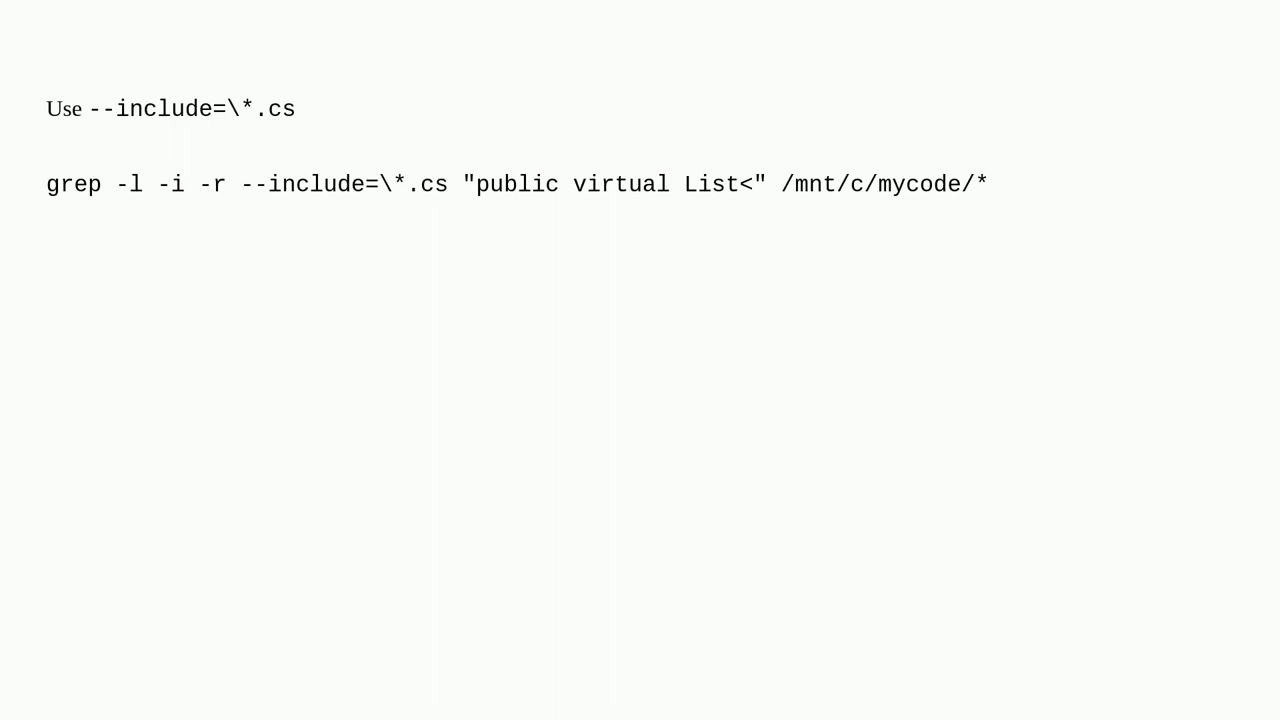 Use --include=\*.cs
grep -l -i -r --include=\*.cs "public virtual List<" /mnt/c/mycode/*